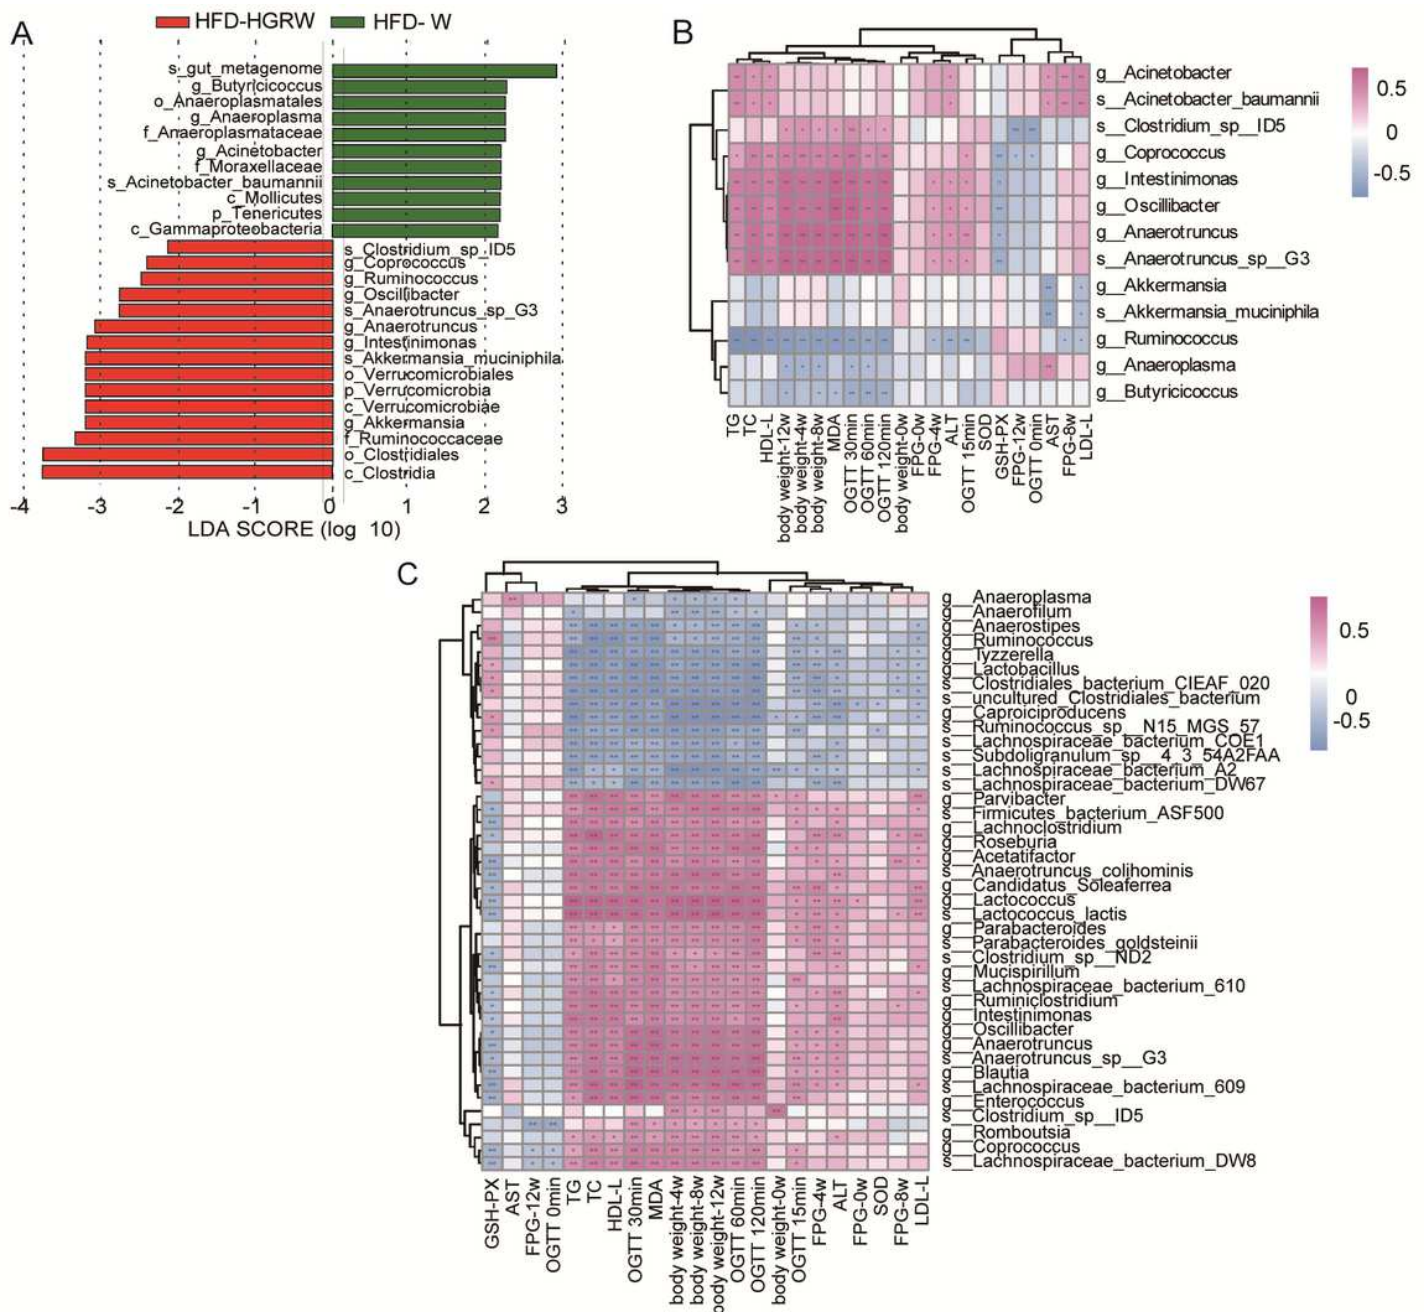 A
HFD-HGRW
HFD- W
s_gut_metagenome
g_Butyricicoccus
o_Anaeroplasmatales
g_Anaeroplasma
f_Anaeroplasmataceae
g_Acinetobacter
f_Moraxellaceae
s_Acinetobacter_baumannii
c_Mollicutes
p_Tenericutes
c_Gammaproteobacteria
s_Clostridium_sp_ID5
g_Coprococcus
g_Ruminococcus
g_Oscillibacter
s_Anaerotruncus_sp_G3
g_Anaerotruncus
g_Intestinimonas
s_Akkermansia_muciniphila
o_Verrucomicrobiales
p_Verrucomicrobia
c_Verrucomicrobiae
g_Akkermansia
f_Ruminococcaceae
o_Clostridiales
c_Clostridia
-4 -3 -2 -1 0 1 2 3
LDA SCORE (log 10)
B
g__Acinetobacter
s__Acinetobacter_baumannii
s__Clostridium_sp__ID5
g__Coprococcus
g__Intestinimonas
g__Oscillibacter
g__Anaerotruncus
s__Anaerotruncus_sp__G3
g__Akkermansia
s__Akkermansia_muciniphila
g__Ruminococcus
g__Anaeroplasma
g__Butyricicoccus
0.5
0
-0.5
TG
TC
HDL-L
body weight-12w
body weight-4w
body weight-8w
MDA
OGTT 30min
OGTT 60min
OGTT 120min
body weight-0w
FPG-0w
FPG-4w
ALT
OGTT 15min
SOD
GSH-PX
FPG-12w
OGTT 0min
AST
FPG-8w
LDL-L
C
g__Anaeroplasma
g__Anaerofilum
g__Anaerostipes
g__Ruminococcus
g__Tyzzerella
g__Lactobacillus
s__Clostridiales_bacterium_CIEAF_020
s__uncultured_Clostridiales_bacterium
g__Caproiciproducens
s__Ruminococcus_sp__N15_MGS_57
s__Lachnospiraceae_bacterium_COE1
s__Subdoligranulum_sp__4_3_54A2FAA
s__Lachnospiraceae_bacterium_A2
s__Lachnospiraceae_bacterium_DW67
g__Parvibacter
s__Firmicutes_bacterium_ASF500
g__Lachnoclostridium
g__Roseburia
g__Acetatifactor
s__Anaerotruncus_colihominis
g__Candidatus_Soleaferrea
g__Lactococcus
s__Lactococcus_lactis
g__Parabacteroides
s__Parabacteroides_goldsteinii
s__Clostridium_sp__ND2
g__Mucispirillum
s__Lachnospiraceae_bacterium_610
g__Ruminiclostridium
g__Intestinimonas
g__Oscillibacter
g__Anaerotruncus
s__Anaerotruncus_sp__G3
g__Blautia
s__Lachnospiraceae_bacterium_609
g__Enterococcus
s__Clostridium_sp__ID5
g__Romboutsia
g__Coprococcus
s__Lachnospiraceae_bacterium_DW8
0.5
0
-0.5
GSH-PX
AST
FPG-12w
OGTT 0min
TG
TC
HDL-L
OGTT 30min
MDA
body weight-4w
body weight-8w
body weight-12w
OGTT 60min
OGTT 120min
body weight-0w
OGTT 15min
FPG-4w
ALT
FPG-0w
SOD
FPG-8w
LDL-L